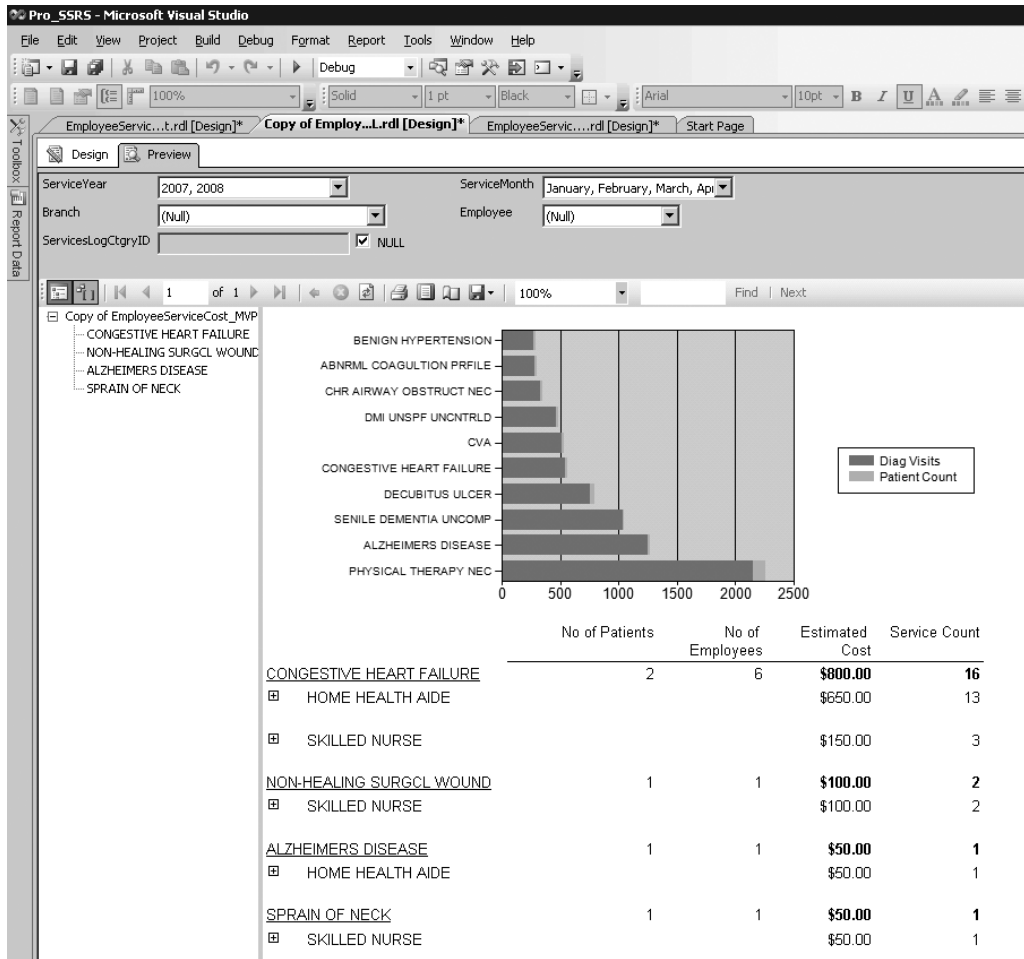 Pro_SSRS - Microsoft Visual Studio
File Edit View Project Build Debug Format Report Tools Window Help
Debug
100% Solid 1 pt Black Arial 10pt B I U A
EmployeeServic...t.rdl [Design]* Copy of Employ...L.rdl [Design]* EmployeeServic....rdl [Design]* Start Page
Toolbox
Report Data
Design Preview
ServiceYear 2007, 2008 ServiceMonth January, February, March, Apr
Branch (Null) Employee (Null)
ServicesLogCtgryID NULL
1 of 1 100% Find | Next
Copy of EmployeeServiceCost_MVP
CONGESTIVE HEART FAILURE
NON-HEALING SURGCL WOUND
ALZHEIMERS DISEASE
SPRAIN OF NECK
BENIGN HYPERTENSION
ABNRML COAGULTION PRFILE
CHR AIRWAY OBSTRUCT NEC
DMI UNSPF UNCNTRLD
CVA
CONGESTIVE HEART FAILURE
DECUBITUS ULCER
SENILE DEMENTIA UNCOMP
ALZHEIMERS DISEASE
PHYSICAL THERAPY NEC
0 500 1000 1500 2000 2500
Diag Visits
Patient Count
No of Patients No of Estimated Service Count
Employees Cost
CONGESTIVE HEART FAILURE 2 6 $800.00 16
HOME HEALTH AIDE $650.00 13
SKILLED NURSE $150.00 3
NON-HEALING SURGCL WOUND 1 1 $100.00 2
SKILLED NURSE $100.00 2
ALZHEIMERS DISEASE 1 1 $50.00 1
HOME HEALTH AIDE $50.00 1
SPRAIN OF NECK 1 1 $50.00 1
SKILLED NURSE $50.00 1